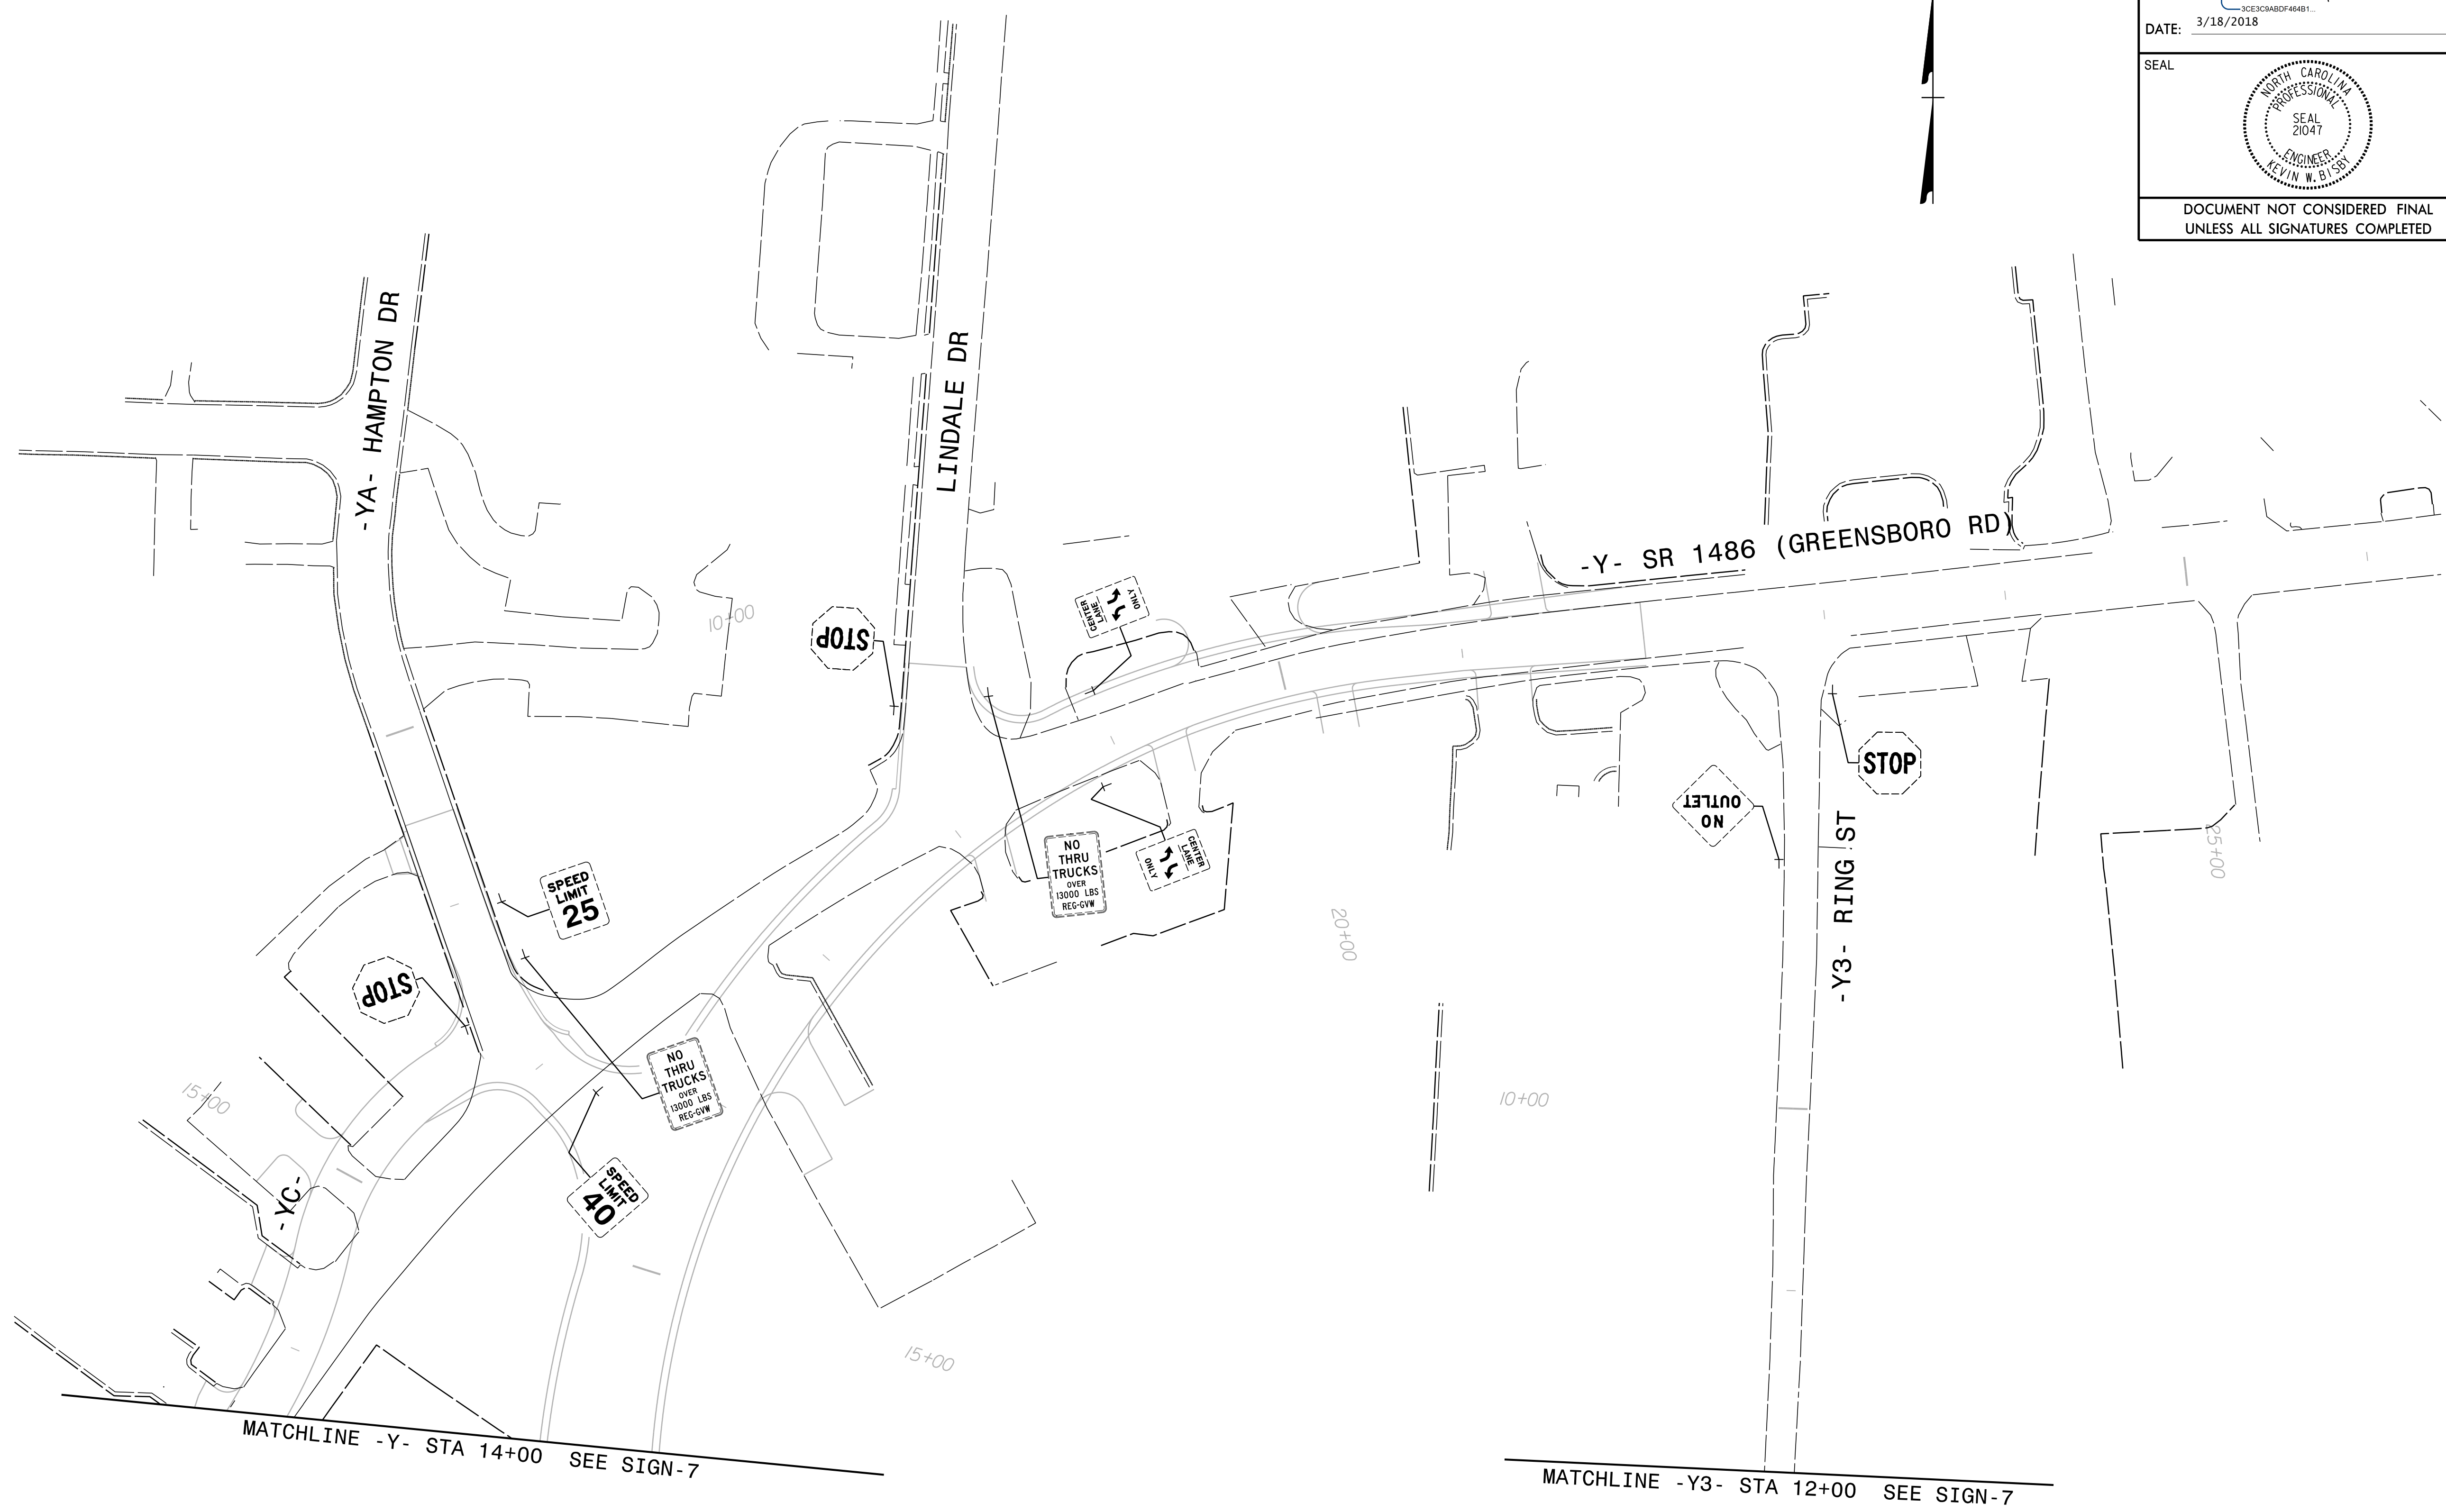 3CE3C9ABDF464B1...
DATE: 3/18/2018
SEAL
NORTH CAROLINA
PROFESSIONAL
SEAL
21047
ENGINEER
KEVIN W. BISBY
DOCUMENT NOT CONSIDERED FINAL
UNLESS ALL SIGNATURES COMPLETED
-YA- HAMPTON DR
LINDALE DR
-Y- SR 1486 (GREENSBORO RD)
10+00
STOP
CENTER
LANE
ONLY
STOP
NO
OUTLET
-Y3- RING ST
25+00
NO
THRU
TRUCKS
OVER
13000 LBS
REG-GVW
CENTER
LANE
ONLY
SPEED
LIMIT
25
20+00
STOP
NO
THRU
TRUCKS
OVER
13000 LBS
REG-GVW
15+00
10+00
-YC-
SPEED
LIMIT
40
15+00
MATCHLINE -Y- STA 14+00 SEE SIGN-7
MATCHLINE -Y3- STA 12+00 SEE SIGN-7